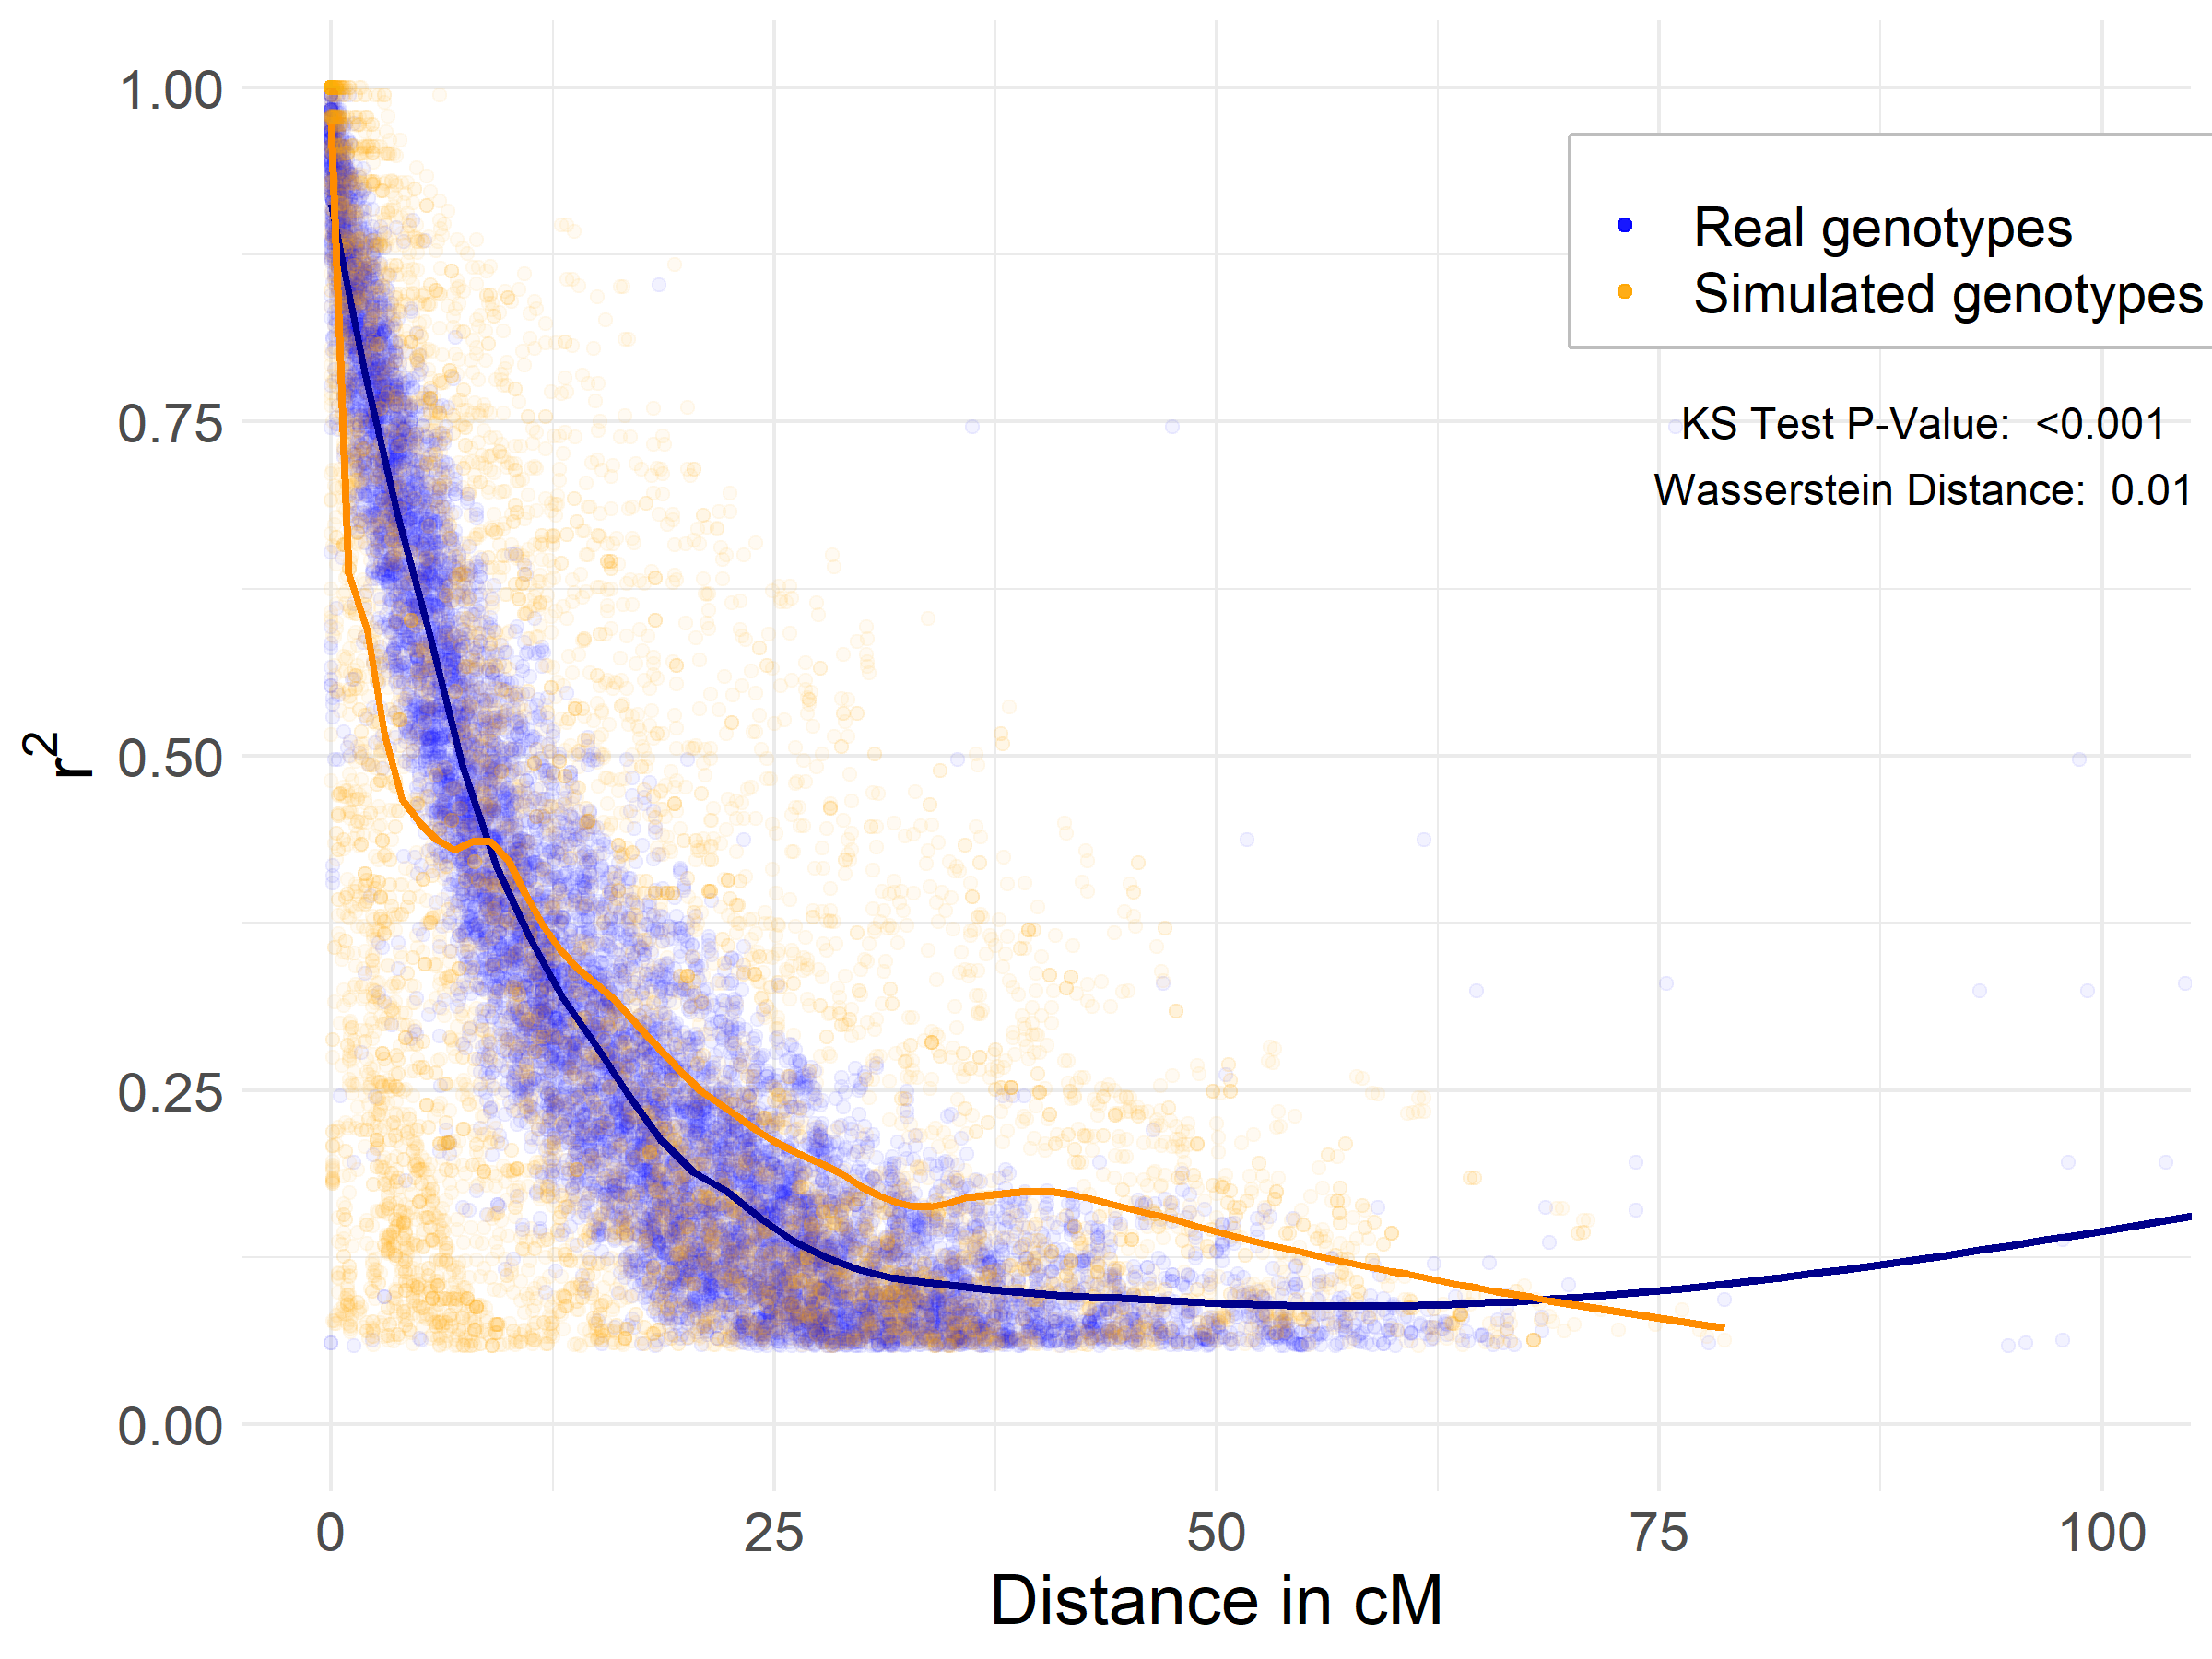 1.00
0.75
0.50
0.25
0.00
r²
Real genotypes
Simulated genotypes
KS Test P-Value: <0.001
Wasserstein Distance: 0.01
0 25 50 75 100
Distance in cM